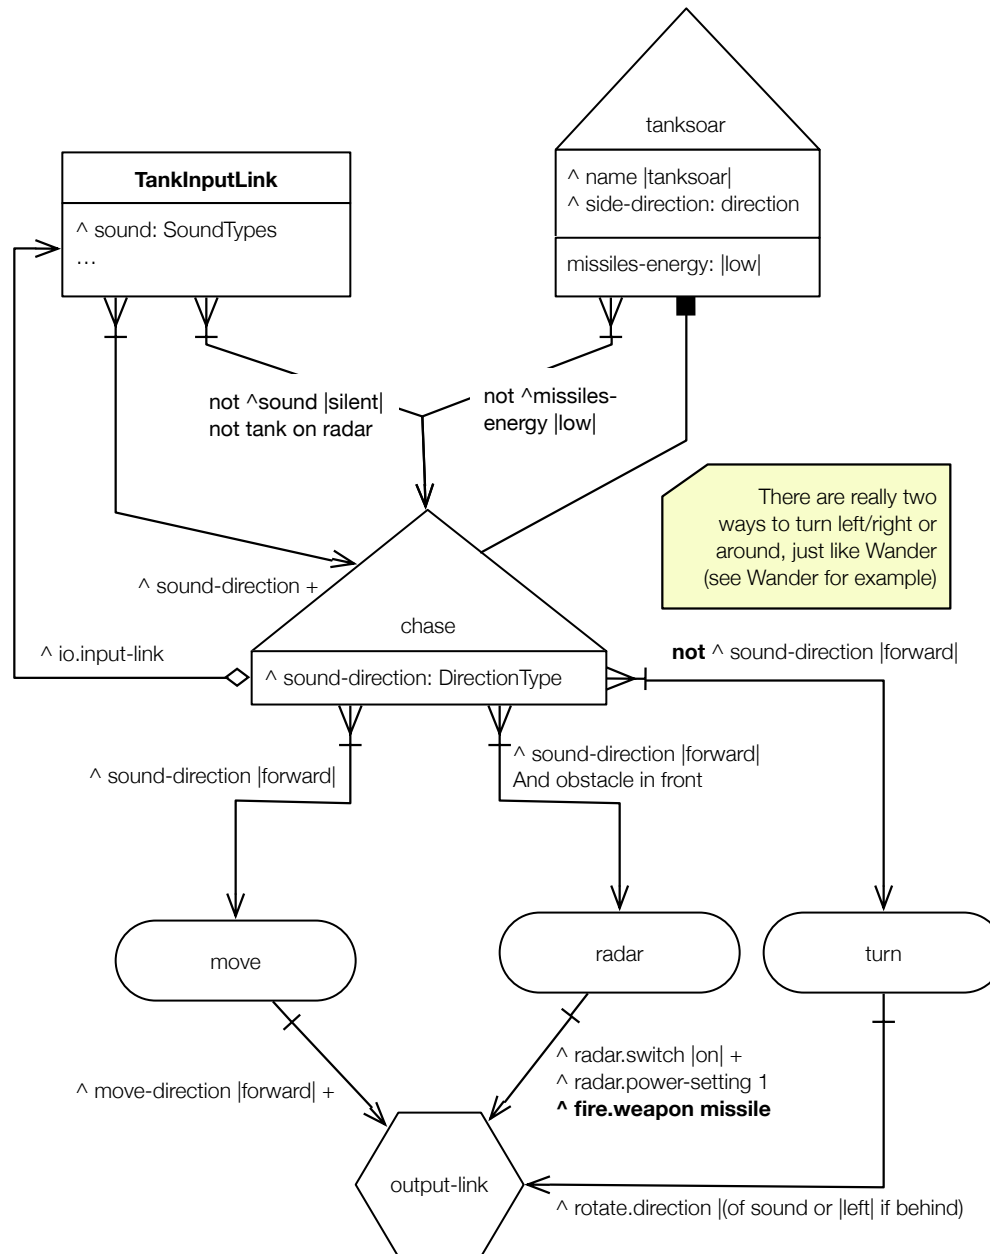 tanksoar
^ name |tanksoar|
^ side-direction: direction
missiles-energy: |low|
TankInputLink
^ sound: SoundTypes
...
not ^sound |silent|
not tank on radar
not ^missiles-
energy |low|
There are really two
ways to turn left/right or
around, just like Wander
(see Wander for example)
^ sound-direction +
chase
^ io.input-link
^ sound-direction: DirectionType
not ^ sound-direction |forward|
^ sound-direction |forward|
^ sound-direction |forward|
And obstacle in front
move
radar
turn
^ move-direction |forward| +
^ radar.switch |on| +
^ radar.power-setting 1
^ fire.weapon missile
output-link
^ rotate.direction |(of sound or |left| if behind)